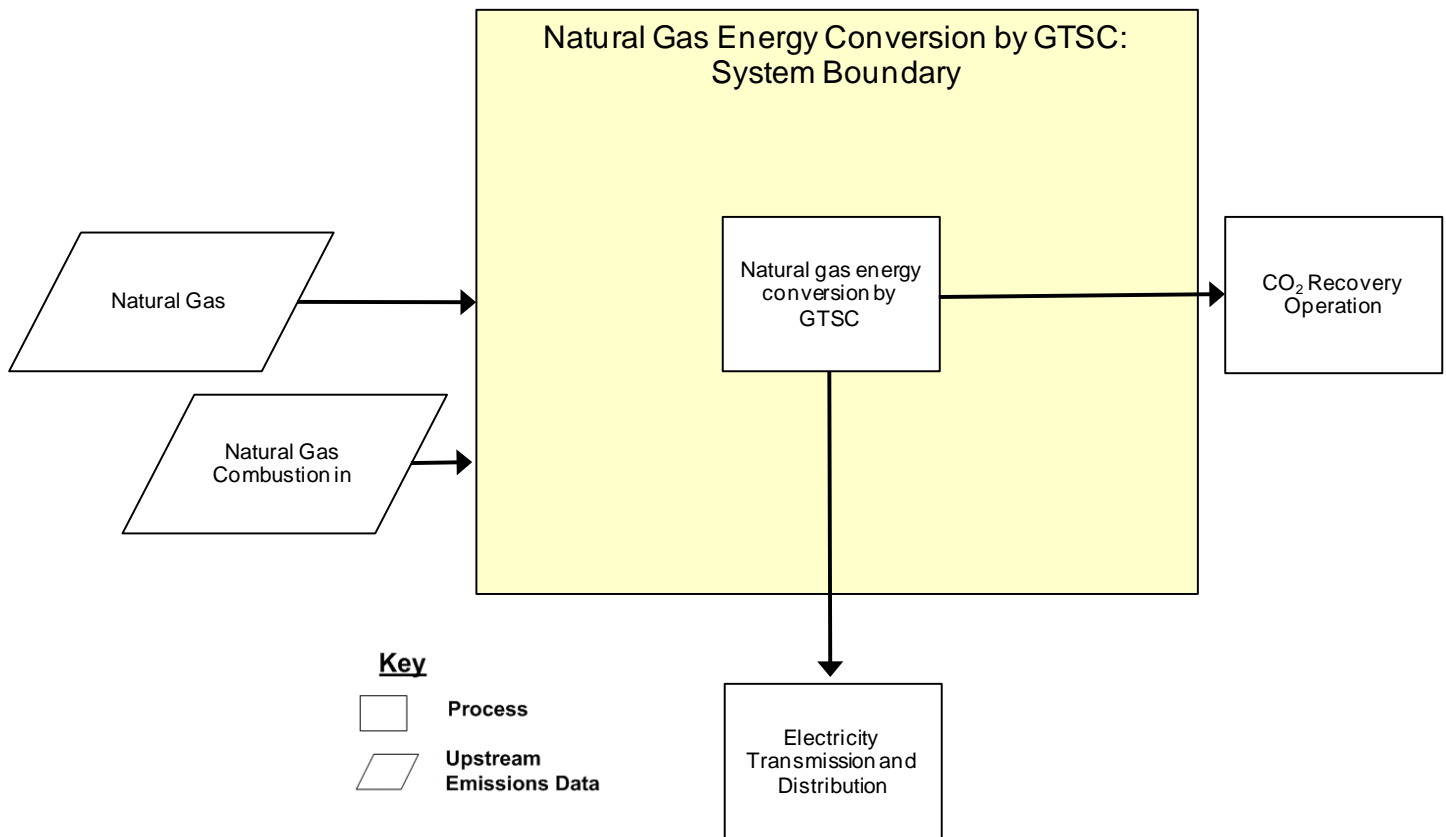 Natural Gas Energy Conversion by GTSC:
System Boundary
Natural Gas
Natural gas energy
conversion by
GTSC
CO₂ Recovery
Operation
Natural Gas
Combustion in
Key
Process
Upstream
Emissions Data
Electricity
Transmission and
Distribution